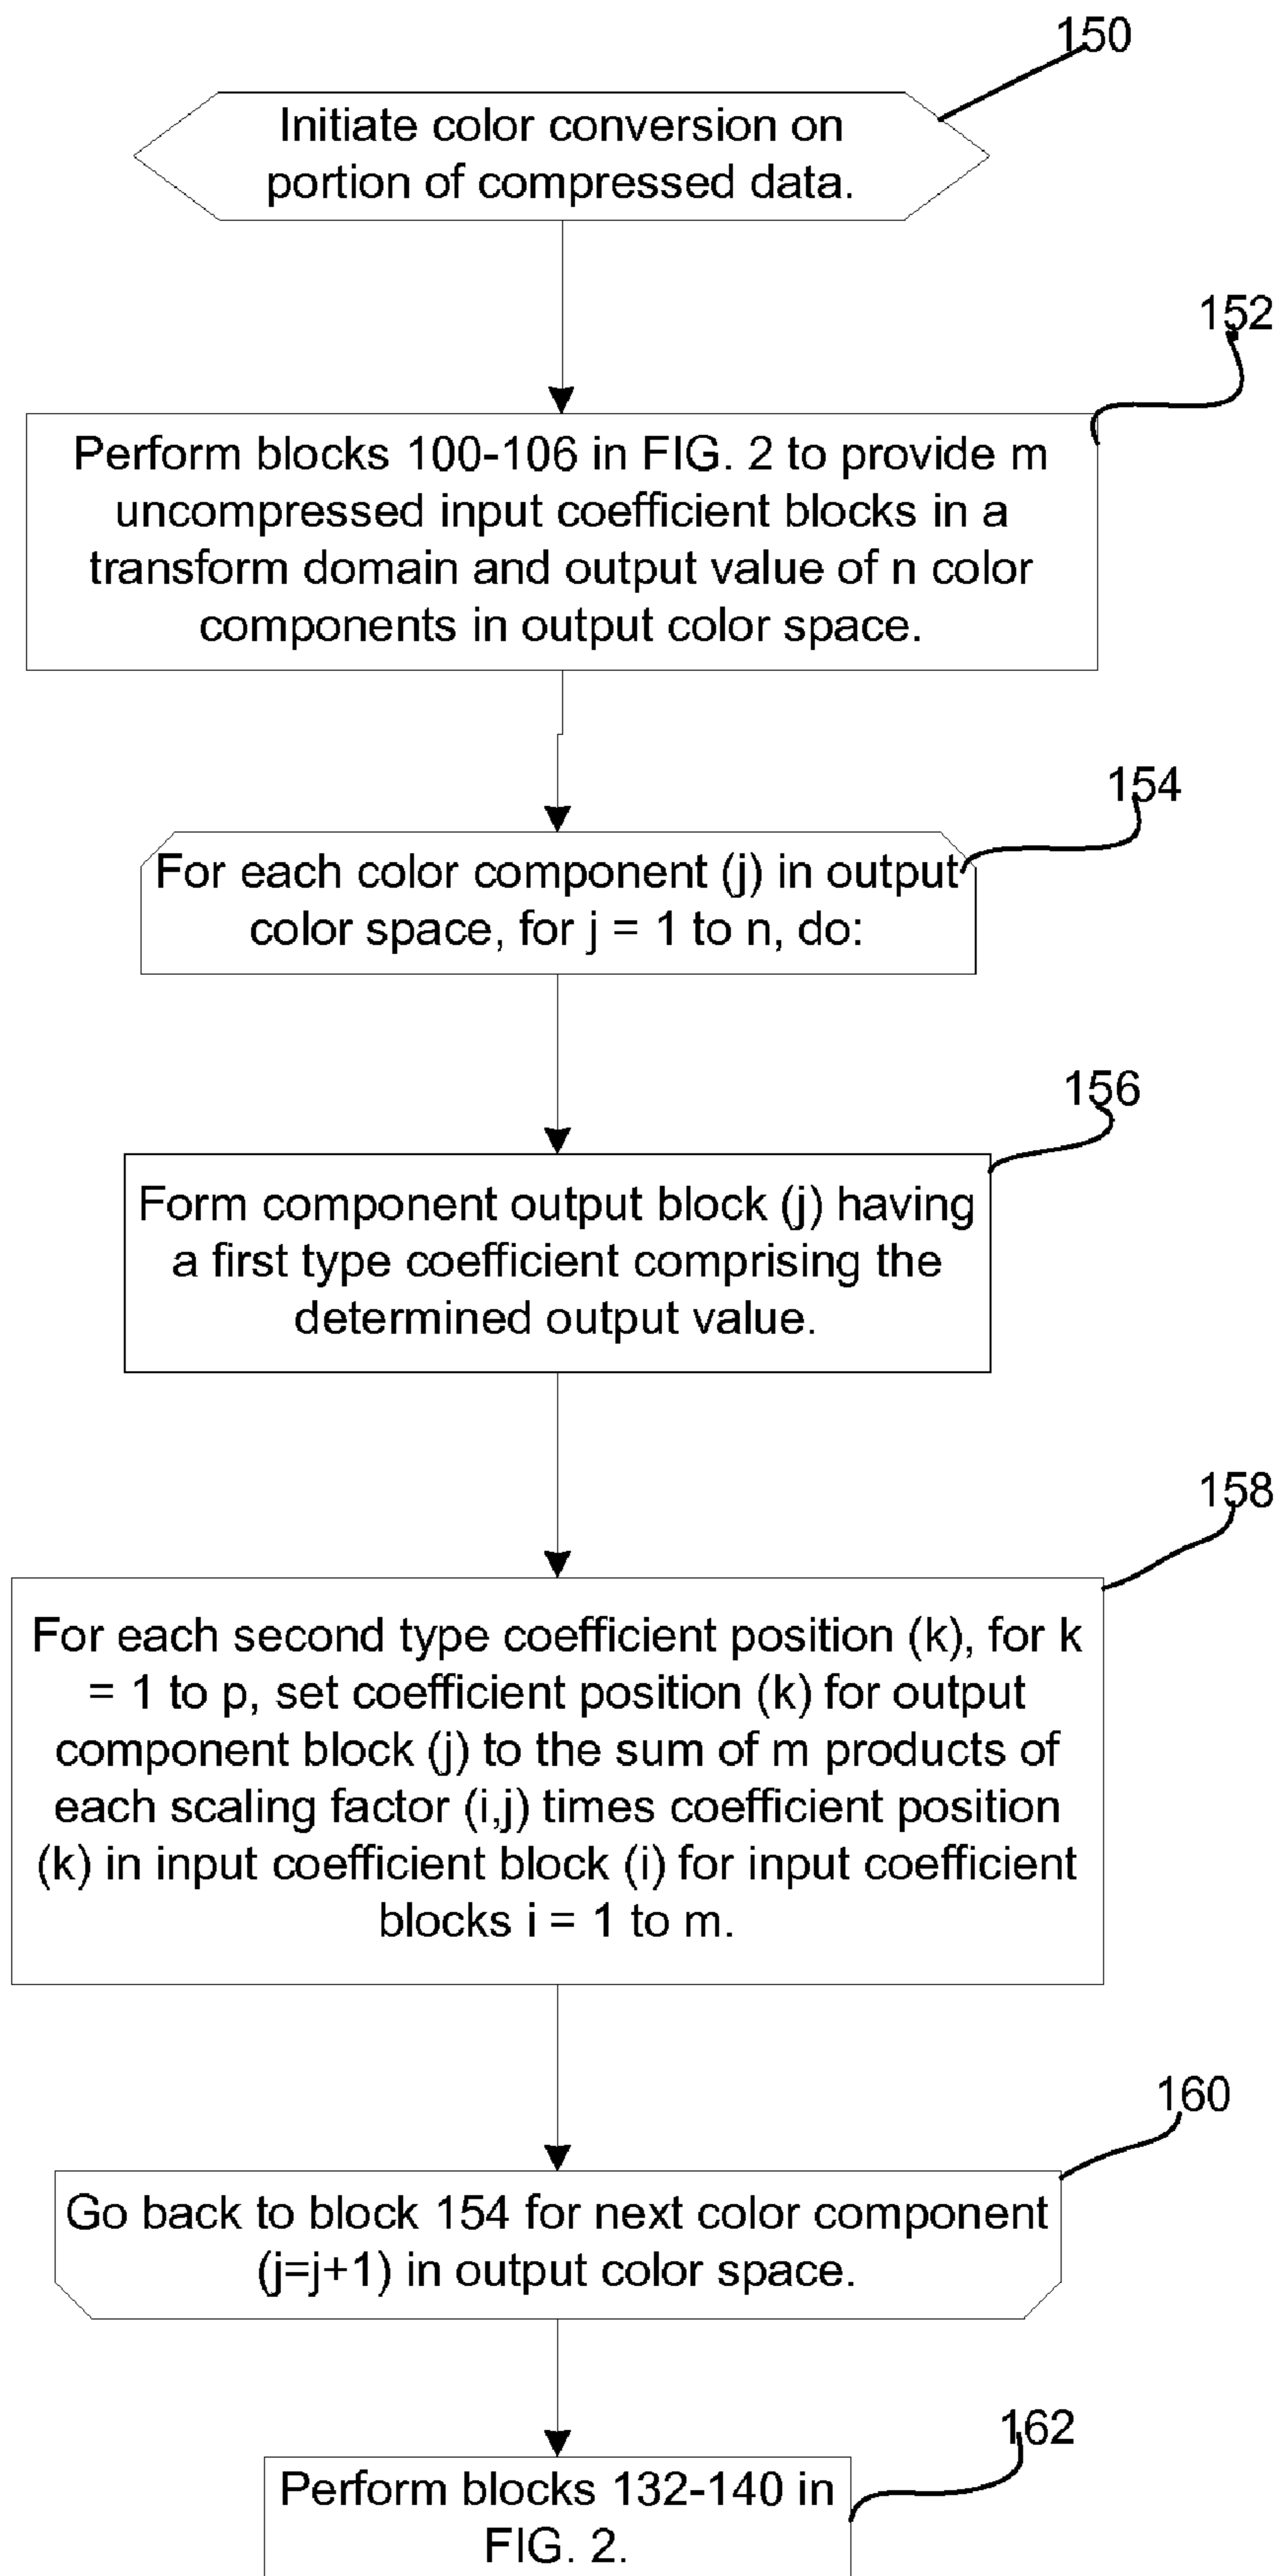 150
Initiate color conversion on
portion of compressed data.
152
Perform blocks 100-106 in FIG. 2 to provide m
uncompressed input coefficient blocks in a
transform domain and output value of n color
components in output color space.
154
For each color component (j) in output
color space, for j = 1 to n, do:
156
Form component output block (j) having
a first type coefficient comprising the
determined output value.
158
For each second type coefficient position (k), for k
= 1 to p, set coefficient position (k) for output
component block (j) to the sum of m products of
each scaling factor (i,j) times coefficient position
(k) in input coefficient block (i) for input coefficient
blocks i = 1 to m.
160
Go back to block 154 for next color component
(j=j+1) in output color space.
162
Perform blocks 132-140 in
FIG. 2.